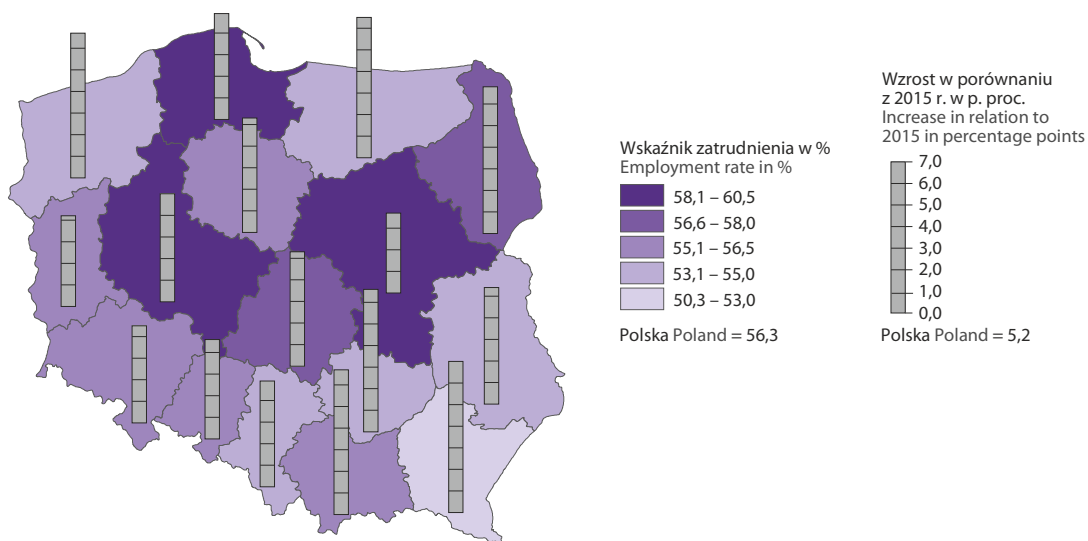 Wskaźnik zatrudnienia w %
Employment rate in %
58,1 – 60,5
56,6 – 58,0
55,1 – 56,5
53,1 – 55,0
50,3 – 53,0
Polska Poland = 56,3
Wzrost w porównaniu
z 2015 r. w p. proc.
Increase in relation to
2015 in percentage points
7,0
6,0
5,0
4,0
3,0
2,0
1,0
0,0
Polska Poland = 5,2